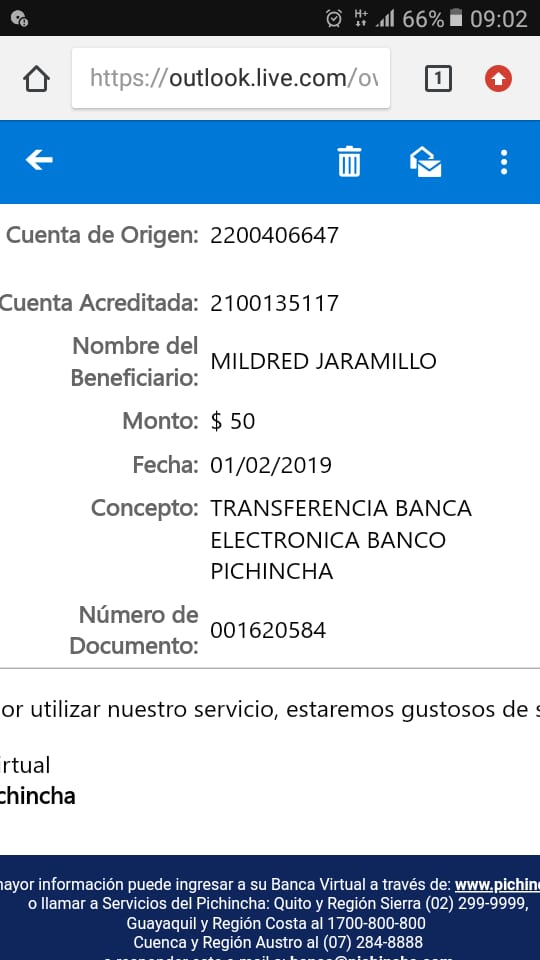 H+ 66% 09:02
https://outlook.live.com/ov
1
Cuenta de Origen: 2200406647
Cuenta Acreditada: 2100135117
Nombre del
Beneficiario: MILDRED JARAMILLO
Monto: $ 50
Fecha: 01/02/2019
Concepto: TRANSFERENCIA BANCA
ELECTRONICA BANCO
PICHINCHA
Número de
Documento: 001620584
or utilizar nuestro servicio, estaremos gustosos de s
irtual
chincha
nayor información puede ingresar a su Banca Virtual a través de: www.pichin
o llamar a Servicios del Pichincha: Quito y Región Sierra (02) 299-9999,
Guayaquil y Región Costa al 1700-800-800
Cuenca y Región Austro al (07) 284-8888